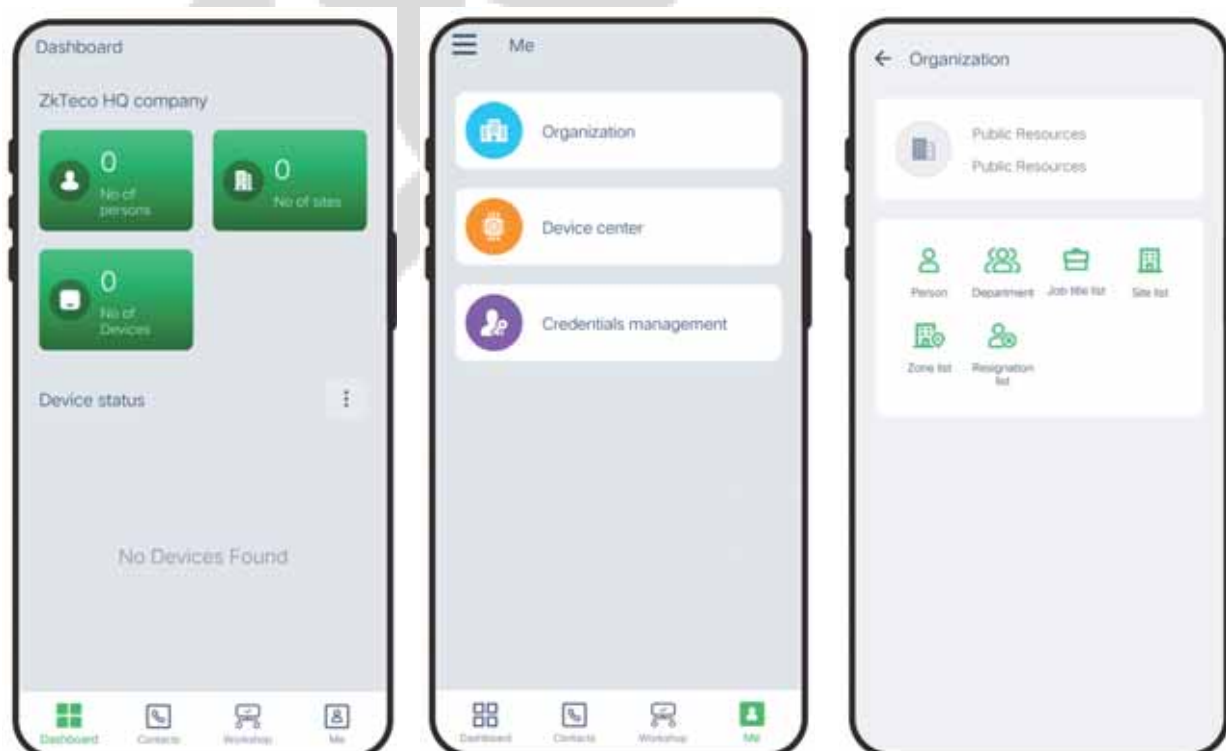 Dashboard
ZkTeco HQ company
0
No of
persons
0
No of sites
0
No of
Devices
Device status
No Devices Found
Dashboard
Contacts
Workshop
Me
Me
Organization
Device center
Credentials management
Dashboard
Contacts
Workshop
Me
Organization
Public Resources
Public Resources
Person
Department
Job title list
Site list
Zone list
Resignation
list